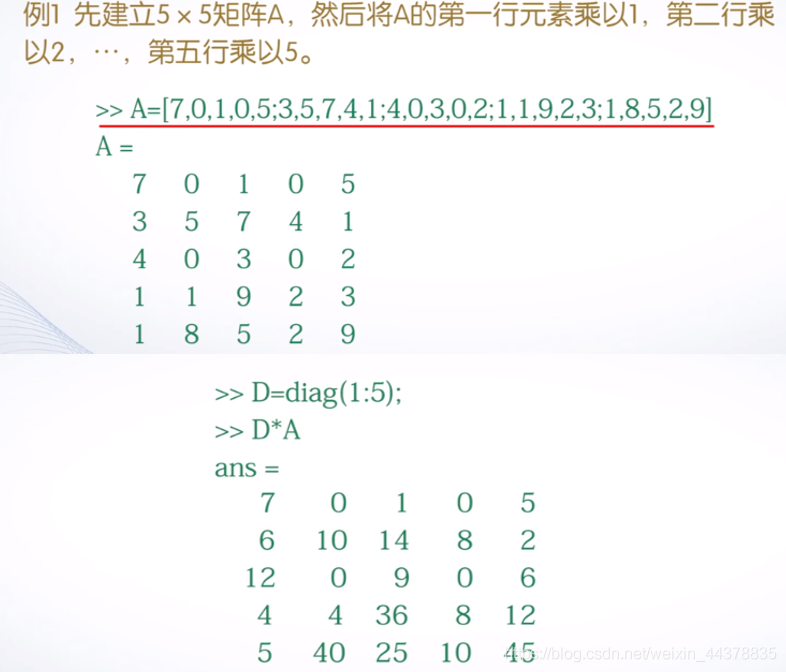 例1 先建立5×5矩阵A，然后将A的第一行元素乘以1，第二行乘
以2，…，第五行乘以5。
>> A=[7,0,1,0,5;3,5,7,4,1;4,0,3,0,2;1,1,9,2,3;1,8,5,2,9]
A =
7 0 1 0 5
3 5 7 4 1
4 0 3 0 2
1 1 9 2 3
1 8 5 2 9
>> D=diag(1:5);
>> D*A
ans =
7 0 1 0 5
6 10 14 8 2
12 0 9 0 6
4 4 36 8 12
5 40 25 10 45
https://blog.csdn.net/weixin_44378835